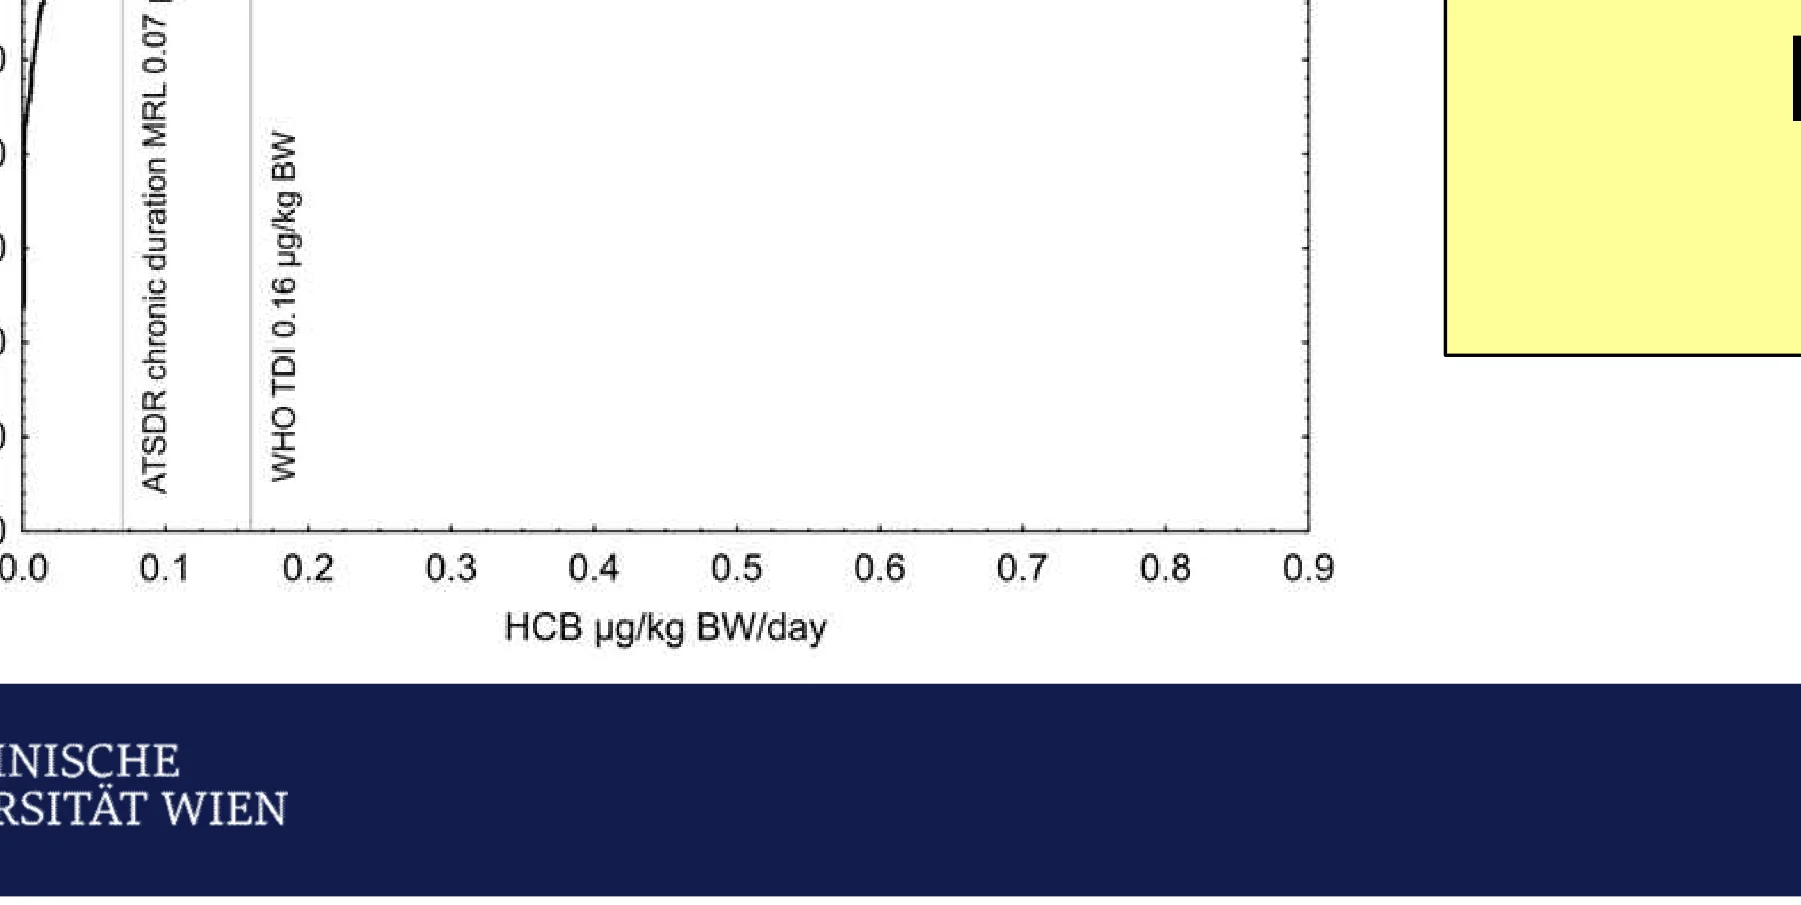 ATSDR chronic duration MRL 0.07
WHO TDI 0.16 µg/kg BW
0.0 0.1 0.2 0.3 0.4 0.5 0.6 0.7 0.8 0.9
HCB µg/kg BW/day
INISCHE
RSITÄT WIEN